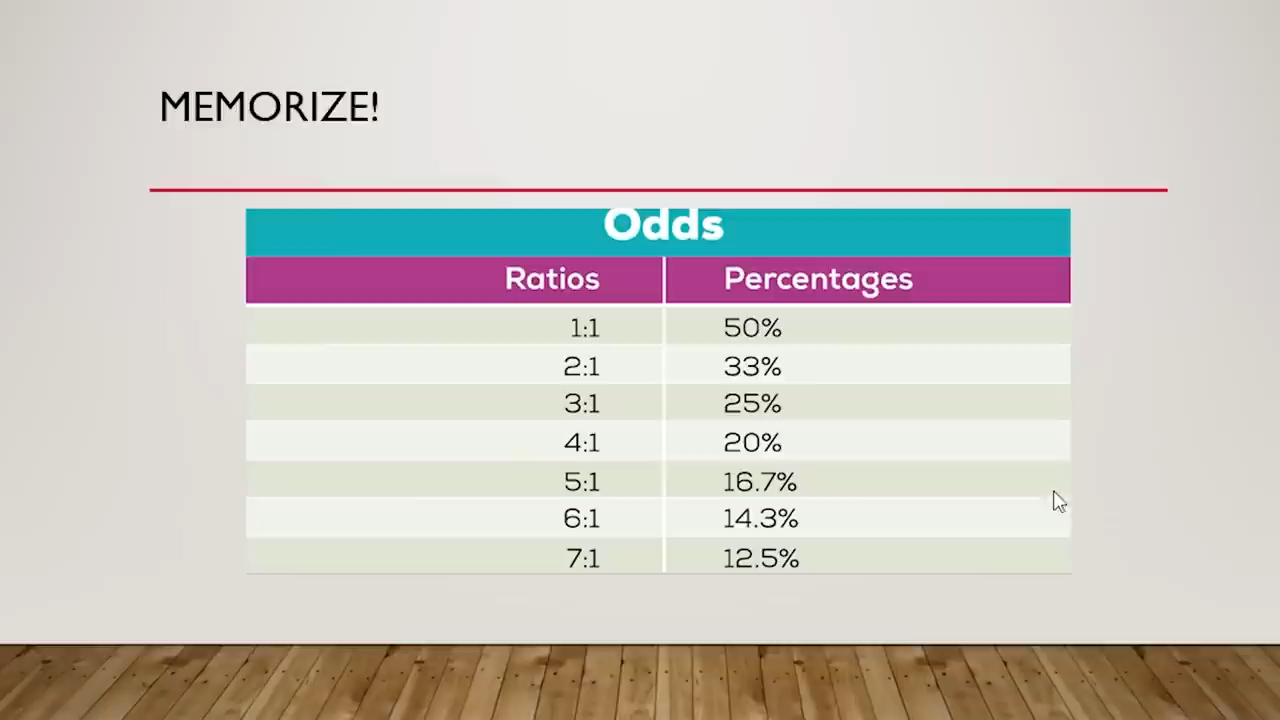 MEMORIZE!
Odds
Ratios Percentages
1:1 50%
2:1 33%
3:1 25%
4:1 20%
5:1 16.7%
6:1 14.3%
7:1 12.5%